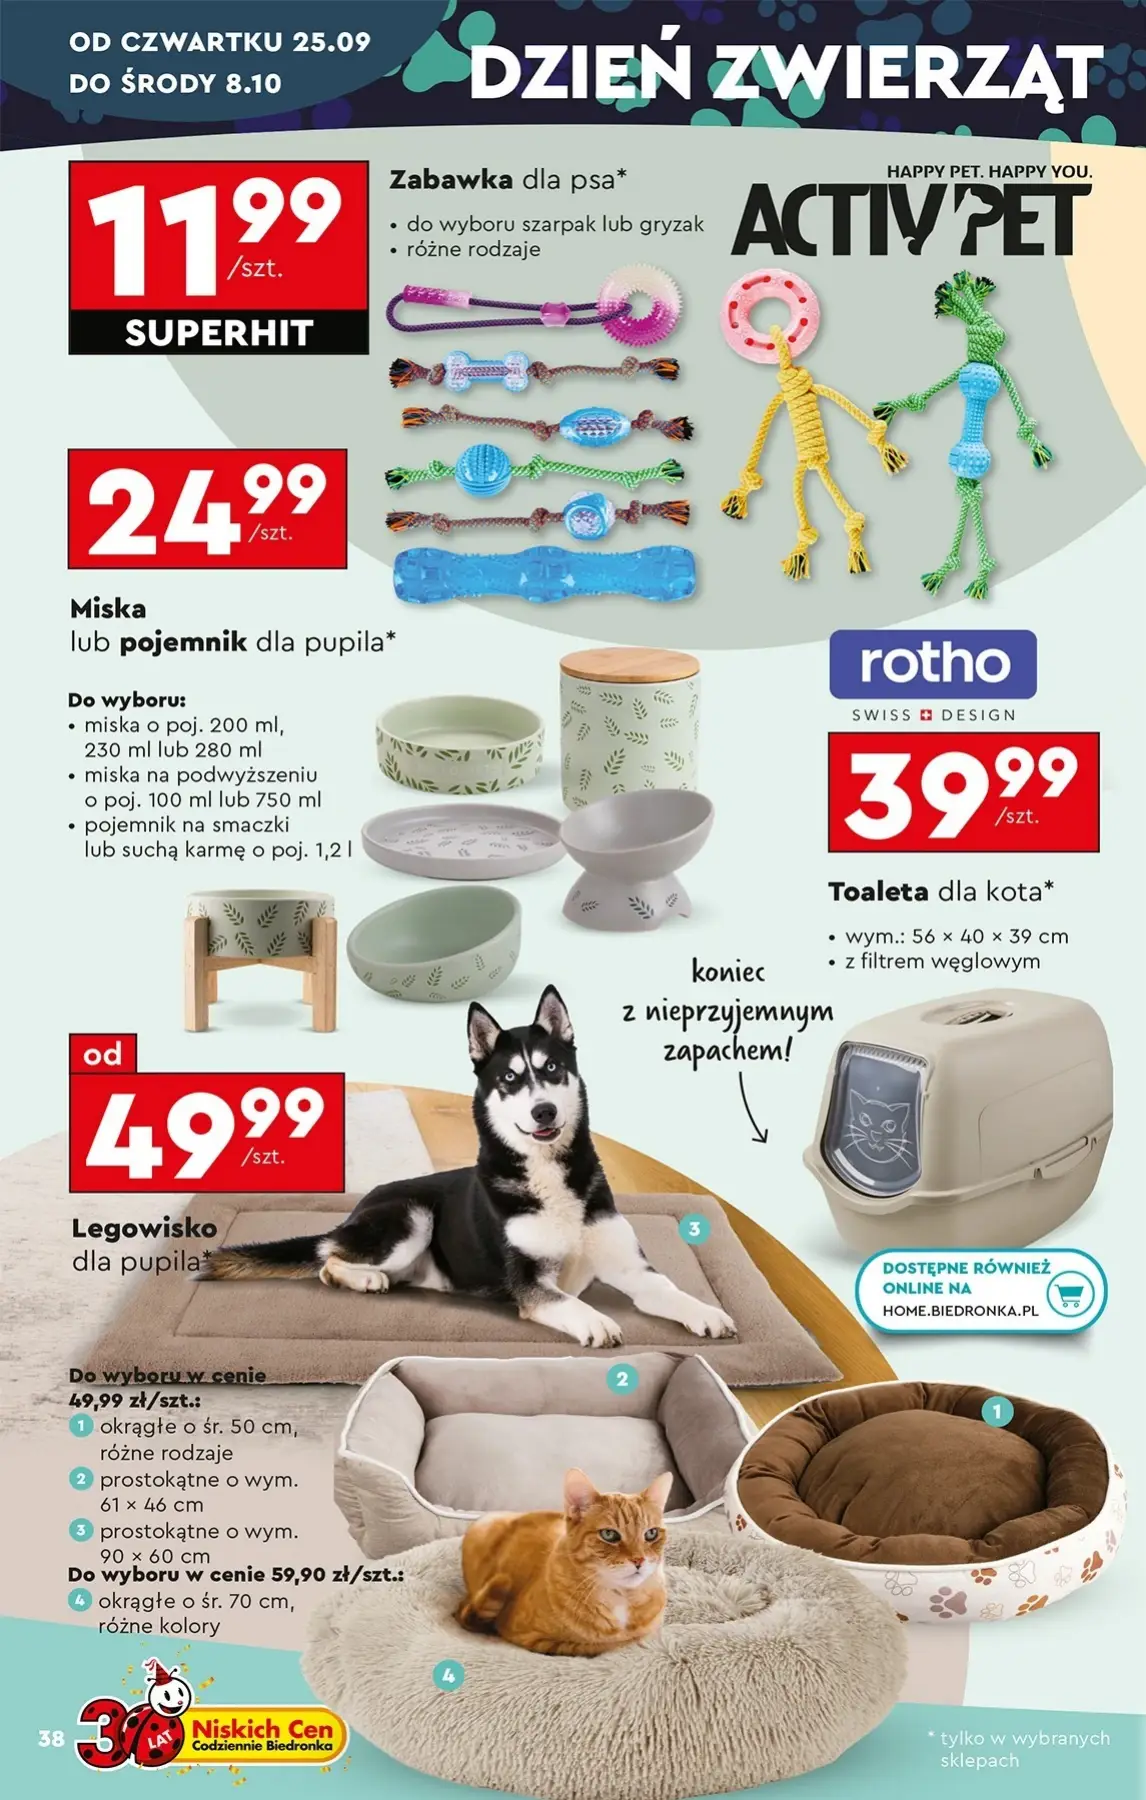 OD CZWARTKU 25.09
DO ŚRODY 8.10
DZIEŃ ZWIERZĄT
11 99
/szt.
SUPERHIT
Zabawka dla psa*
• do wyboru szarpak lub gryzak
• różne rodzaje
HAPPY PET. HAPPY YOU.
ACTIV PET
24 99
/szt.
Miska
lub pojemnik dla pupila*
Do wyboru:
• miska o poj. 200 ml,
230 ml lub 280 ml
• miska na podwyższeniu
o poj. 100 ml lub 750 ml
• pojemnik na smaczki
lub suchą karmę o poj. 1,2 l
rotho
SWISS DESIGN
39 99
/szt.
Toaleta dla kota*
• wym.: 56 × 40 × 39 cm
• z filtrem węglowym
koniec
z nieprzyjemnym
zapachem!
od
49 99
/szt.
Legowisko
dla pupila*
3
DOSTĘPNE RÓWNIEŻ
ONLINE NA
HOME.BIEDRONKA.PL
2
1
Do wyboru w cenie
49,99 zł/szt.:
1 okrągłe o śr. 50 cm,
różne rodzaje
2 prostokątne o wym.
61 × 46 cm
3 prostokątne o wym.
90 × 60 cm
Do wyboru w cenie 59,90 zł/szt.:
4 okrągłe o śr. 70 cm,
różne kolory
4
38
30 LAT
Niskich Cen
Codziennie Biedronka
* tylko w wybranych
sklepach